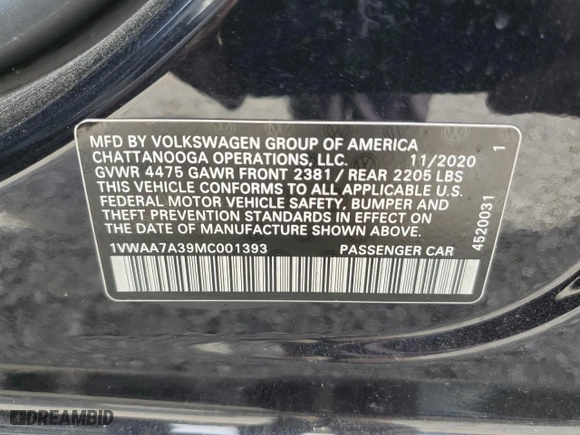 MFD BY VOLKSWAGEN GROUP OF AMERICA
CHATTANOOGA OPERATIONS, LLC. 11/2020 1
GVWR 4475 GAWR FRONT 2381 / REAR 2205 LBS
THIS VEHICLE CONFORMS TO ALL APPLICABLE U.S.
FEDERAL MOTOR VEHICLE SAFETY, BUMPER AND
THEFT PREVENTION STANDARDS IN EFFECT ON
THE DATE OF MANUFACTURE SHOWN ABOVE.
1VWAA7A39MC001393 PASSENGER CAR
4520031
DREAMBID